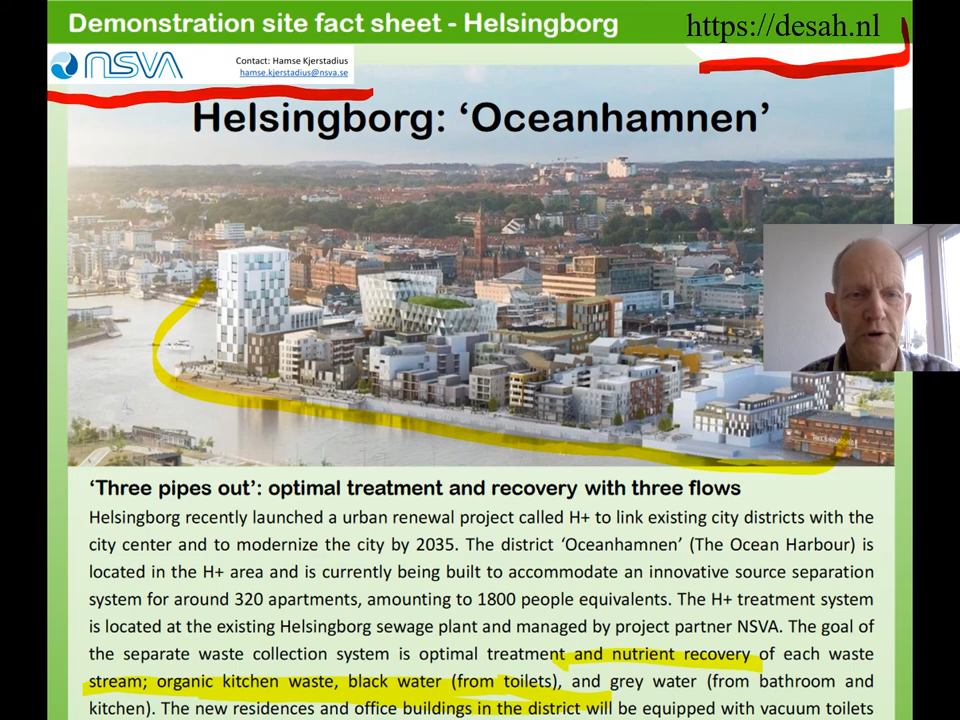 Demonstration site fact sheet - Helsingborg
https://desah.nl
NSVA
Contact: Hamse Kjerstadius
hamse.kjerstadius@nsva.se
Helsingborg: ‘Oceanhamnen’
‘Three pipes out’: optimal treatment and recovery with three flows
Helsingborg recently launched a urban renewal project called H+ to link existing city districts with the
city center and to modernize the city by 2035. The district ‘Oceanhamnen’ (The Ocean Harbour) is
located in the H+ area and is currently being built to accommodate an innovative source separation
system for around 320 apartments, amounting to 1800 people equivalents. The H+ treatment system
is located at the existing Helsingborg sewage plant and managed by project partner NSVA. The goal of
the separate waste collection system is optimal treatment and nutrient recovery of each waste
stream; organic kitchen waste, black water (from toilets), and grey water (from bathroom and
kitchen). The new residences and office buildings in the district will be equipped with vacuum toilets